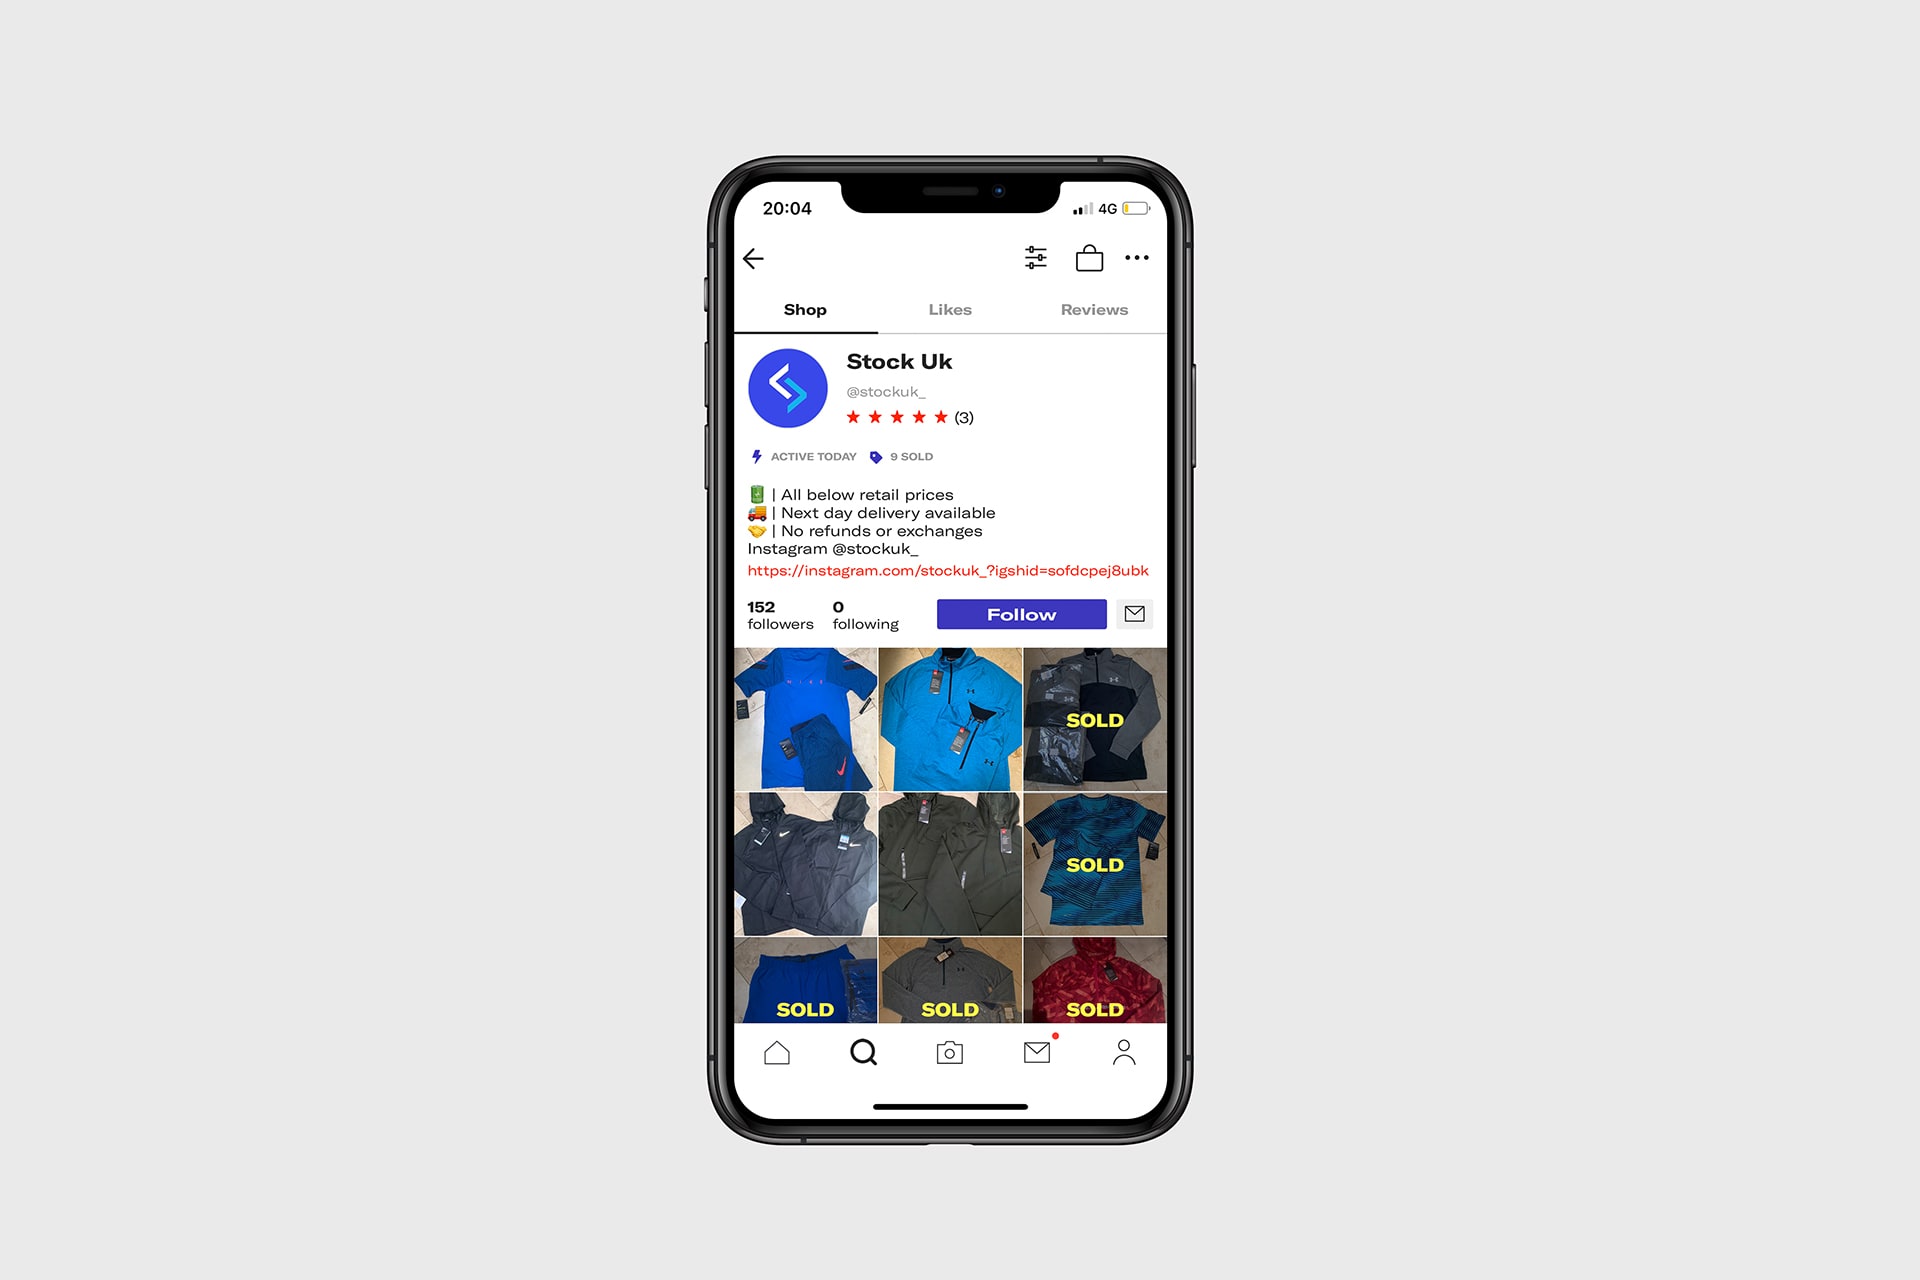 20:04
4G
Shop
Likes
Reviews
Stock Uk
@stockuk_
(3)
ACTIVE TODAY
9 SOLD
| All below retail prices
| Next day delivery available
| No refunds or exchanges
Instagram @stockuk_
https://instagram.com/stockuk_?igshid=sofdcpej8ubk
152
followers
0
following
Follow
SOLD
SOLD
SOLD
SOLD
SOLD